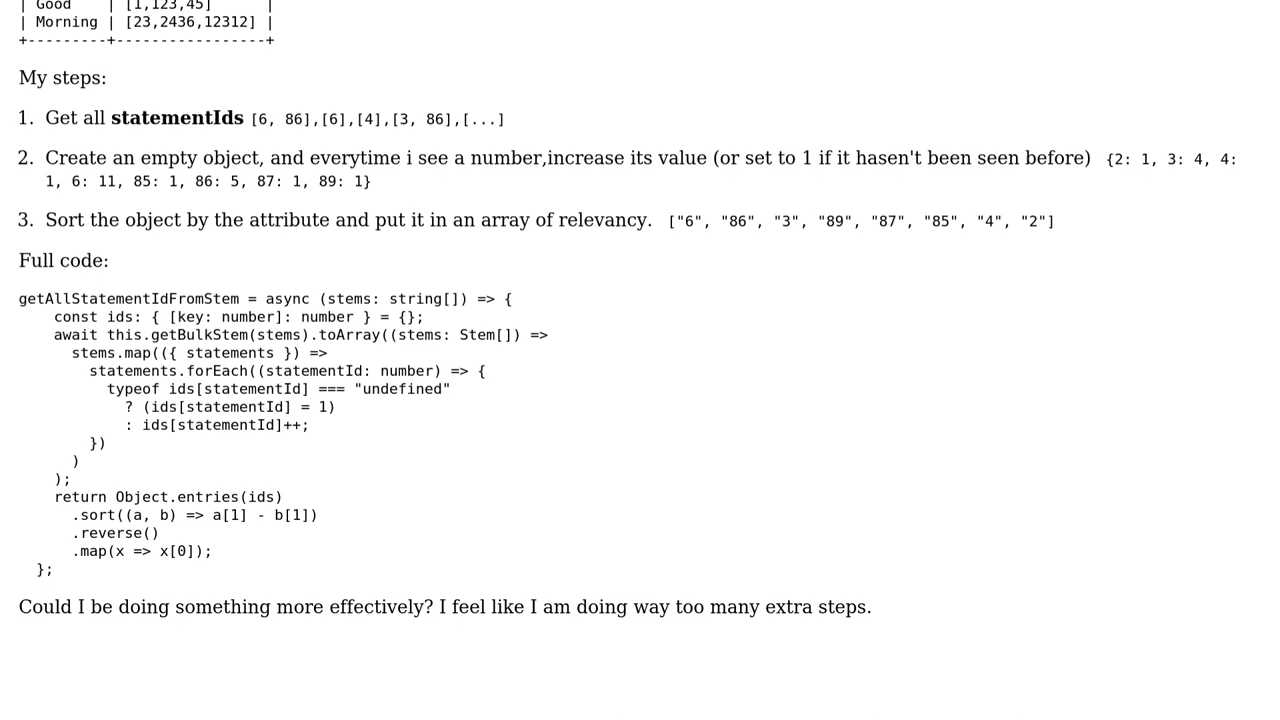 | Good    | [1,123,45]      |
| Morning | [23,2436,12312] |
+---------+-----------------+
My steps:
1. Get all statementIds [6, 86],[6],[4],[3, 86],[...]
2. Create an empty object, and everytime i see a number,increase its value (or set to 1 if it hasen't been seen before) {2: 1, 3: 4, 4:
1, 6: 11, 85: 1, 86: 5, 87: 1, 89: 1}
3. Sort the object by the attribute and put it in an array of relevancy. ["6", "86", "3", "89", "87", "85", "4", "2"]
Full code:
getAllStatementIdFromStem = async (stems: string[]) => {
    const ids: { [key: number]: number } = {};
    await this.getBulkStem(stems).toArray((stems: Stem[]) =>
      stems.map(({ statements }) =>
        statements.forEach((statementId: number) => {
          typeof ids[statementId] === "undefined"
            ? (ids[statementId] = 1)
            : ids[statementId]++;
        })
      )
    );
    return Object.entries(ids)
      .sort((a, b) => a[1] - b[1])
      .reverse()
      .map(x => x[0]);
  };
Could I be doing something more effectively? I feel like I am doing way too many extra steps.